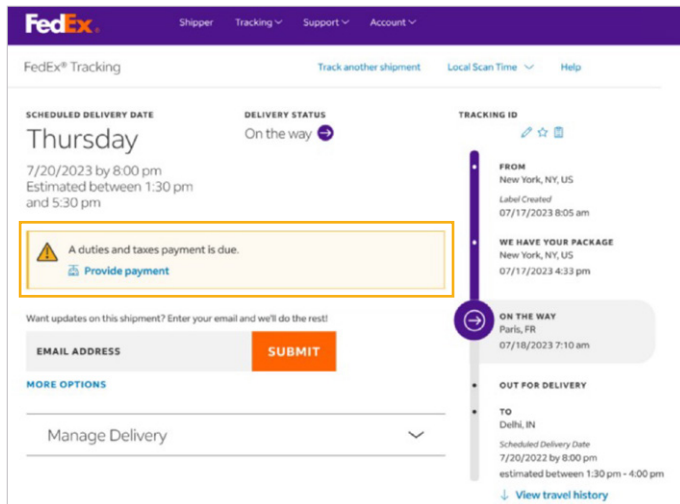 FedEx®
Shipper
Tracking
Support
Account
FedEx® Tracking
Track another shipment
Local Scan Time
Help
SCHEDULED DELIVERY DATE
Thursday
7/20/2023 by 8:00 pm
Estimated between 1:30 pm
and 5:30 pm
DELIVERY STATUS
On the way
A duties and taxes payment is due.
Provide payment
Want updates on this shipment? Enter your email and we'll do the rest!
EMAIL ADDRESS
SUBMIT
MORE OPTIONS
Manage Delivery
TRACKING ID
FROM
New York, NY, US
Label Created
07/17/2023 8:05 am
WE HAVE YOUR PACKAGE
New York, NY, US
07/17/2023 4:33 pm
ON THE WAY
Paris, FR
07/18/2023 7:10 am
OUT FOR DELIVERY
TO
Delhi, IN
Scheduled Delivery Date
7/20/2022 by 8:00 pm
estimated between 1:30 pm - 4:00 pm
View travel history